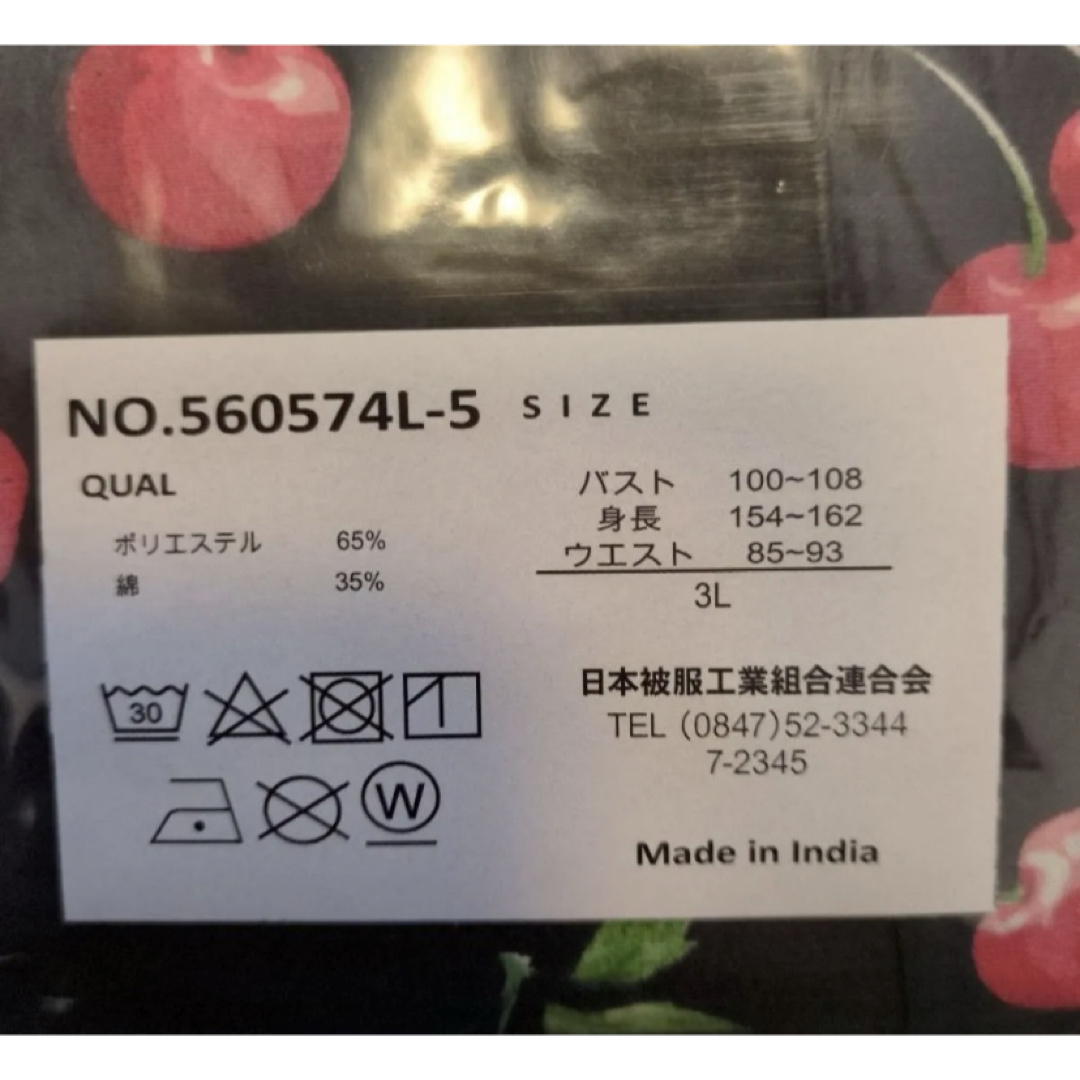 NO.560574L-5 SIZE
QUAL
ポリエステル 65%
綿 35%
バスト 100~108
身長 154~162
ウエスト 85~93
3L
30
W
日本被服工業組合連合会
TEL (0847)52-3344
7-2345
Made in India